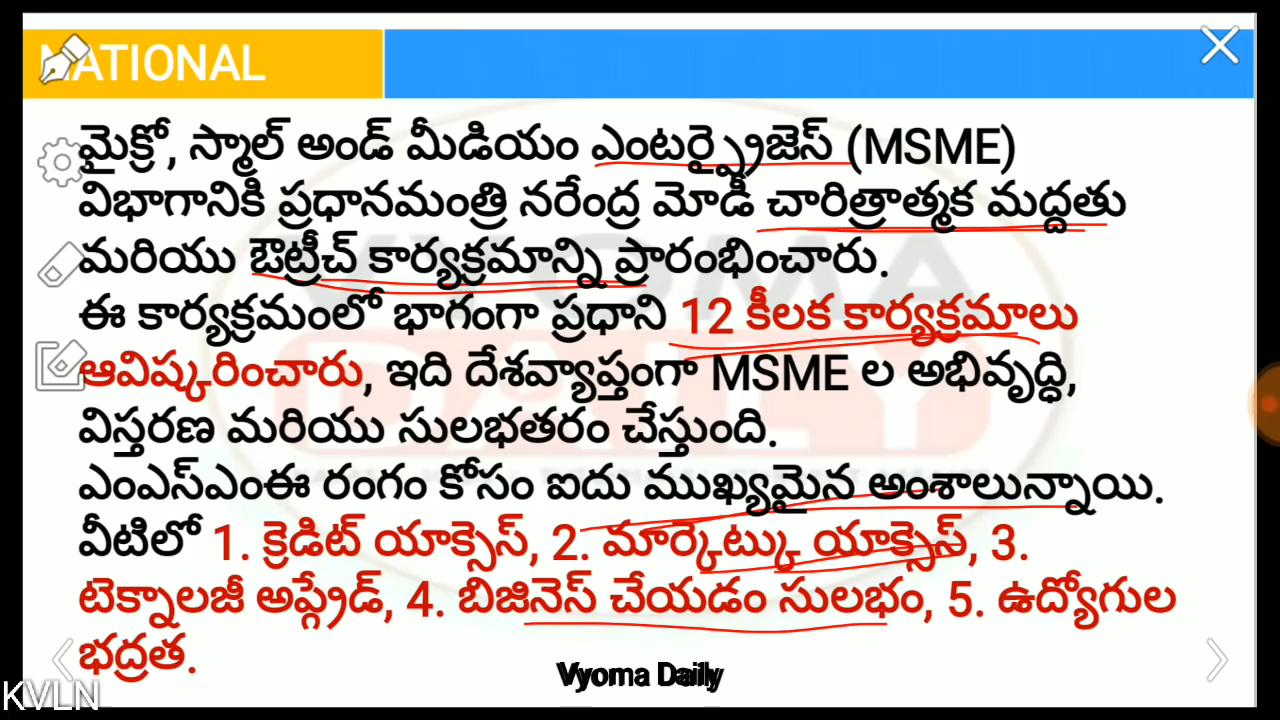 NATIONAL
మైక్రో, స్మాల్ అండ్ మీడియం ఎంటర్ప్రైజెస్ (MSME)
విభాగానికి ప్రధానమంత్రి నరేంద్ర మోడీ చారిత్రాత్మక మద్దతు
మరియు ఔట్రీచ్ కార్యక్రమాన్ని ప్రారంభించారు.
ఈ కార్యక్రమంలో భాగంగా ప్రధాని 12 కీలక కార్యక్రమాలు
ఆవిష్కరించారు, ఇది దేశవ్యాప్తంగా MSME ల అభివృద్ధి,
విస్తరణ మరియు సులభతరం చేస్తుంది.
ఎంఎస్ఎంఈ రంగం కోసం ఐదు ముఖ్యమైన అంశాలున్నాయి.
వీటిలో 1. క్రెడిట్ యాక్సెస్, 2. మార్కెట్కు యాక్సెస్, 3.
టెక్నాలజీ అప్గ్రేడ్, 4. బిజినెస్ చేయడం సులభం, 5. ఉద్యోగుల
భద్రత.
Vyoma Daily
KVLN